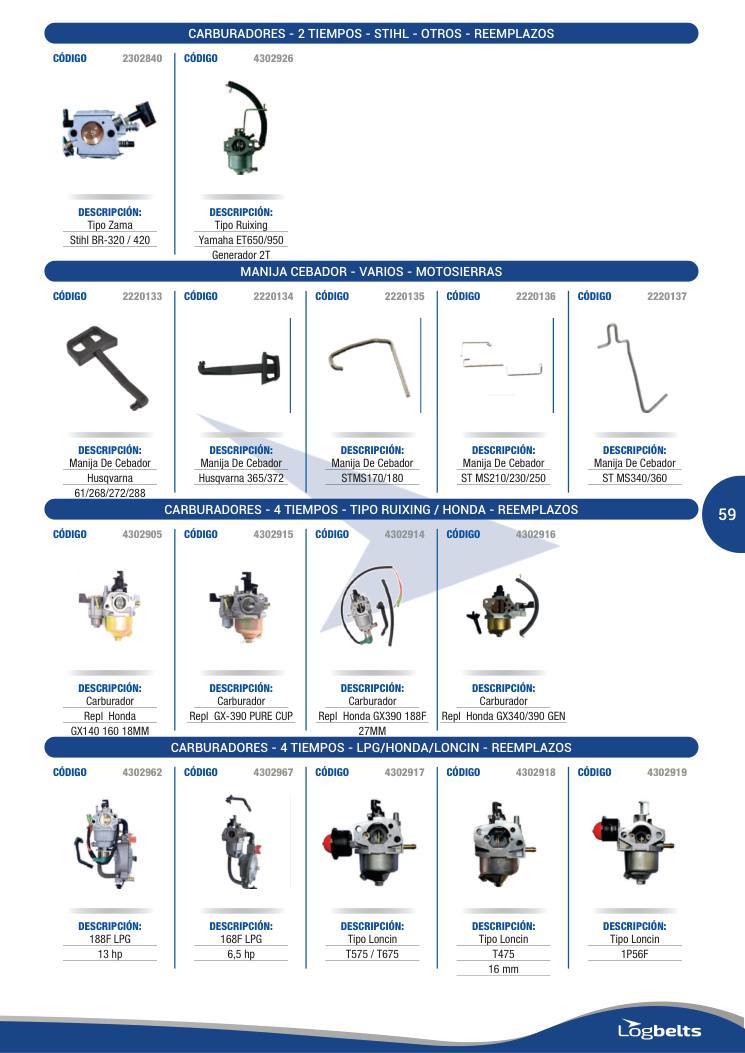 CARBURADORES - 2 TIEMPOS - STIHL - OTROS - REEMPLAZOS
CÓDIGO 2302840
DESCRIPCIÓN:
Tipo Zama
Stihl BR-320 / 420
CÓDIGO 4302926
DESCRIPCIÓN:
Tipo Ruixing
Yamaha ET650/950
Generador 2T
MANIJA CEBADOR - VARIOS - MOTOSIERRAS
CÓDIGO 2220133
DESCRIPCIÓN:
Manija De Cebador
Husqvarna
61/268/272/288
CÓDIGO 2220134
DESCRIPCIÓN:
Manija De Cebador
Husqvarna 365/372
CÓDIGO 2220135
DESCRIPCIÓN:
Manija De Cebador
STMS170/180
CÓDIGO 2220136
DESCRIPCIÓN:
Manija De Cebador
ST MS210/230/250
CÓDIGO 2220137
DESCRIPCIÓN:
Manija De Cebador
ST MS340/360
59
CARBURADORES - 4 TIEMPOS - TIPO RUIXING / HONDA - REEMPLAZOS
CÓDIGO 4302905
DESCRIPCIÓN:
Carburador
Repl Honda
GX140 160 18MM
CÓDIGO 4302915
DESCRIPCIÓN:
Carburador
Repl GX-390 PURE CUP
CÓDIGO 4302914
DESCRIPCIÓN:
Carburador
Repl Honda GX390 188F
27MM
CÓDIGO 4302916
DESCRIPCIÓN:
Carburador
Repl Honda GX340/390 GEN
CARBURADORES - 4 TIEMPOS - LPG/HONDA/LONCIN - REEMPLAZOS
CÓDIGO 4302962
DESCRIPCIÓN:
188F LPG
13 hp
CÓDIGO 4302967
DESCRIPCIÓN:
168F LPG
6,5 hp
CÓDIGO 4302917
DESCRIPCIÓN:
Tipo Loncin
T575 / T675
CÓDIGO 4302918
DESCRIPCIÓN:
Tipo Loncin
T475
16 mm
CÓDIGO 4302919
DESCRIPCIÓN:
Tipo Loncin
1P56F
Logbelts